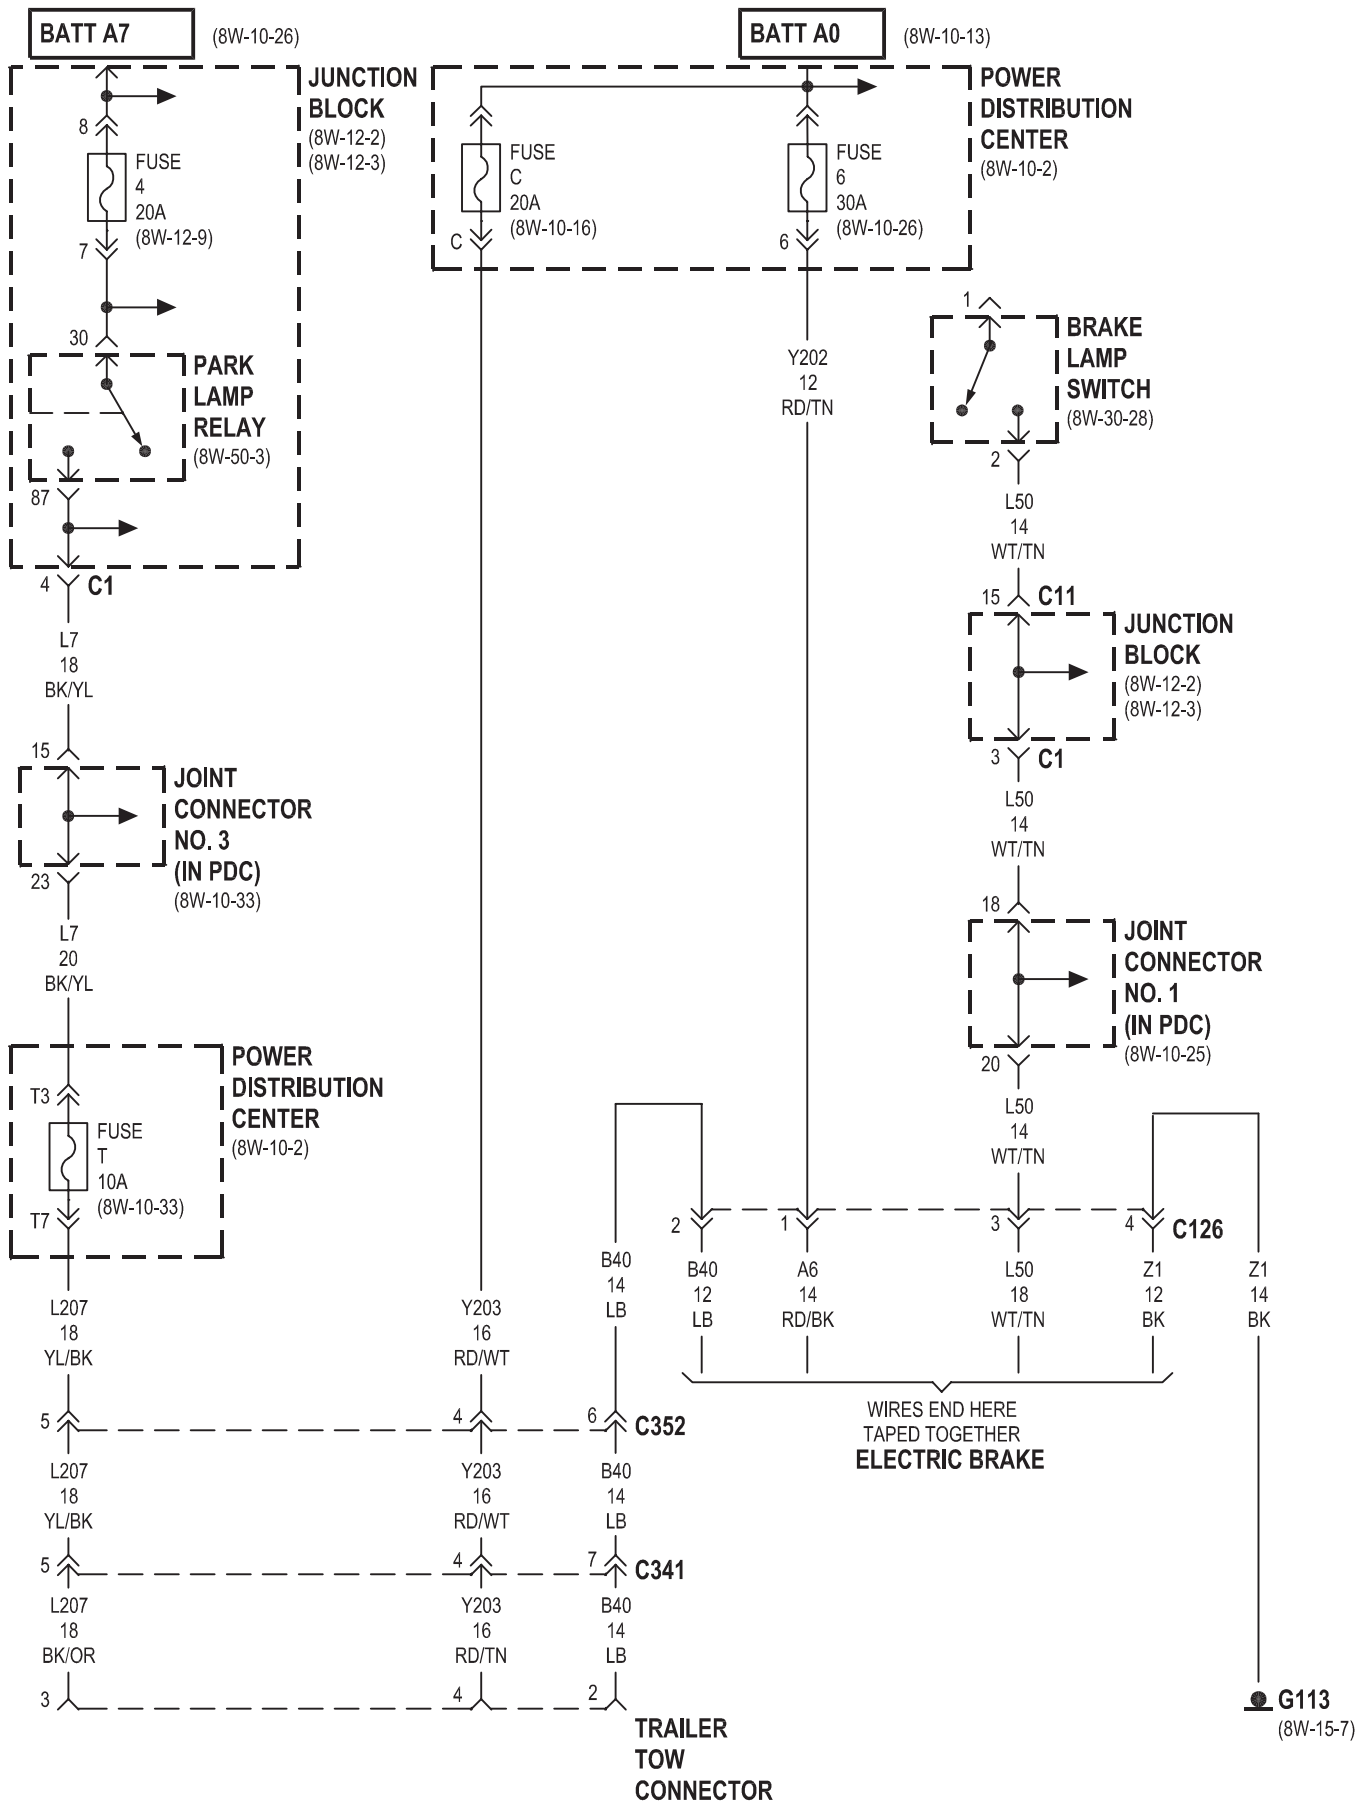 BATT A7
(8W-10-26)
BATT A0
(8W-10-13)
JUNCTION
BLOCK
(8W-12-2)
(8W-12-3)
8
FUSE
4
20A
(8W-12-9)
7
30
PARK
LAMP
RELAY
(8W-50-3)
87
4
C1
L7
18
BK/YL
15
JOINT
CONNECTOR
NO. 3
(IN PDC)
(8W-10-33)
23
L7
20
BK/YL
POWER
DISTRIBUTION
CENTER
(8W-10-2)
T3
FUSE
T
10A
(8W-10-33)
T7
L207
18
YL/BK
5
L207
18
YL/BK
5
L207
18
BK/OR
3
POWER
DISTRIBUTION
CENTER
(8W-10-2)
FUSE
C
20A
(8W-10-16)
C
FUSE
6
30A
(8W-10-26)
6
Y202
12
RD/TN
Y203
16
RD/WT
4
Y203
16
RD/WT
4
Y203
16
RD/TN
4
B40
14
LB
6
C352
B40
14
LB
7
C341
B40
14
LB
2
TRAILER
TOW
CONNECTOR
1
BRAKE
LAMP
SWITCH
(8W-30-28)
2
L50
14
WT/TN
15
C11
JUNCTION
BLOCK
(8W-12-2)
(8W-12-3)
3
C1
L50
14
WT/TN
18
JOINT
CONNECTOR
NO. 1
(IN PDC)
(8W-10-25)
20
L50
14
WT/TN
2
1
3
4
C126
B40
12
LB
A6
14
RD/BK
L50
18
WT/TN
Z1
12
BK
Z1
14
BK
WIRES END HERE
TAPED TOGETHER
ELECTRIC BRAKE
G113
(8W-15-7)